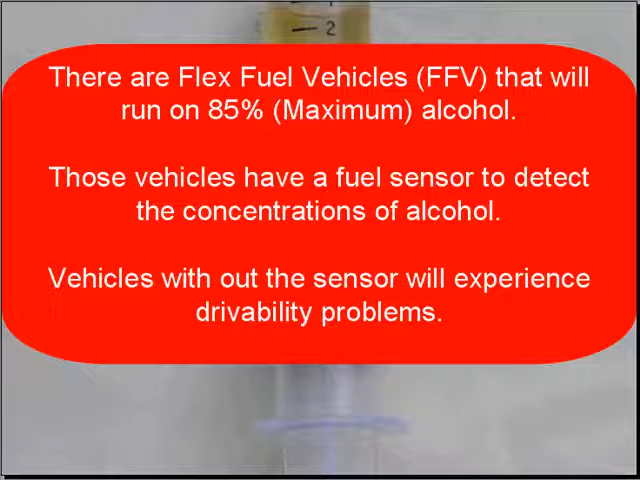 2
There are Flex Fuel Vehicles (FFV) that will
run on 85% (Maximum) alcohol.
Those vehicles have a fuel sensor to detect
the concentrations of alcohol.
Vehicles with out the sensor will experience
drivability problems.